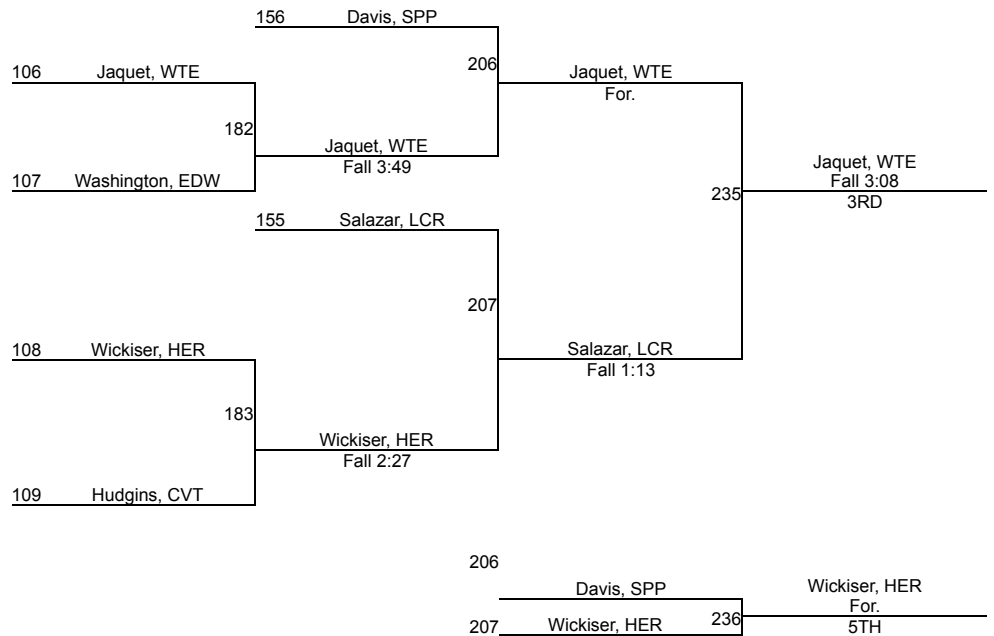 156 Davis, SPP
206
106 Jaquet, WTE
Jaquet, WTE
For.
182
Jaquet, WTE
Fall 3:49
107 Washington, EDW
Jaquet, WTE
Fall 3:08
3RD
235
155 Salazar, LCR
207
108 Wickiser, HER
Salazar, LCR
Fall 1:13
183
Wickiser, HER
Fall 2:27
109 Hudgins, CVT
206
Davis, SPP
Wickiser, HER
For.
5TH
236
207 Wickiser, HER